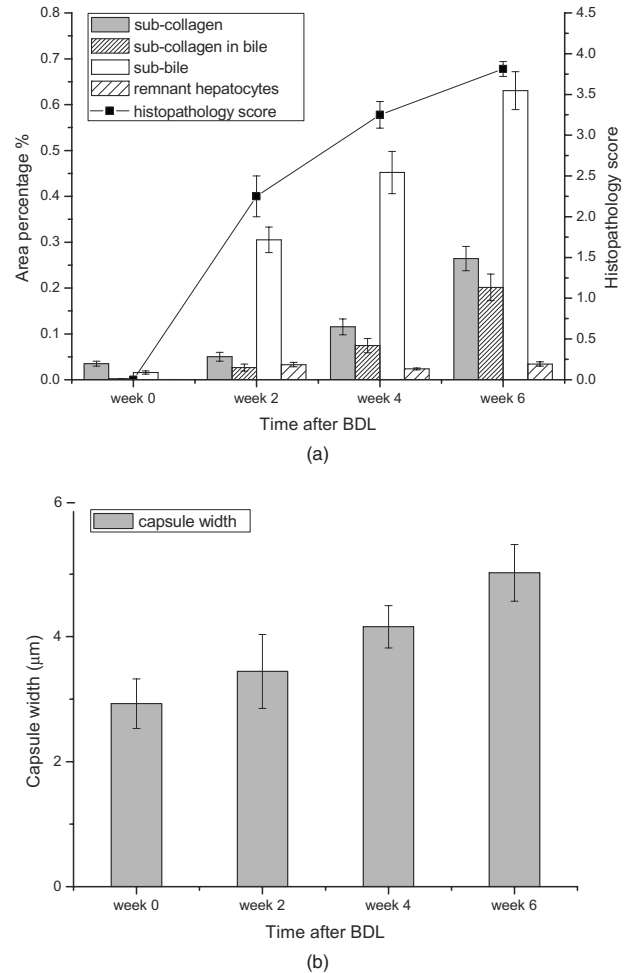 0.8
0.7
0.6
0.5
0.4
0.3
0.2
0.1
0.0
Area percentage %
sub-collagen
sub-collagen in bile
sub-bile
remnant hepatocytes
histopathology score
4.5
4.0
3.5
3.0
2.5
2.0
1.5
1.0
0.5
0.0
Histopathology score
week 0 week 2 week 4 week 6
Time after BDL
(a)
6
4
2
0
Capsule width (μm)
capsule width
week 0 week 2 week 4 week 6
Time after BDL
(b)